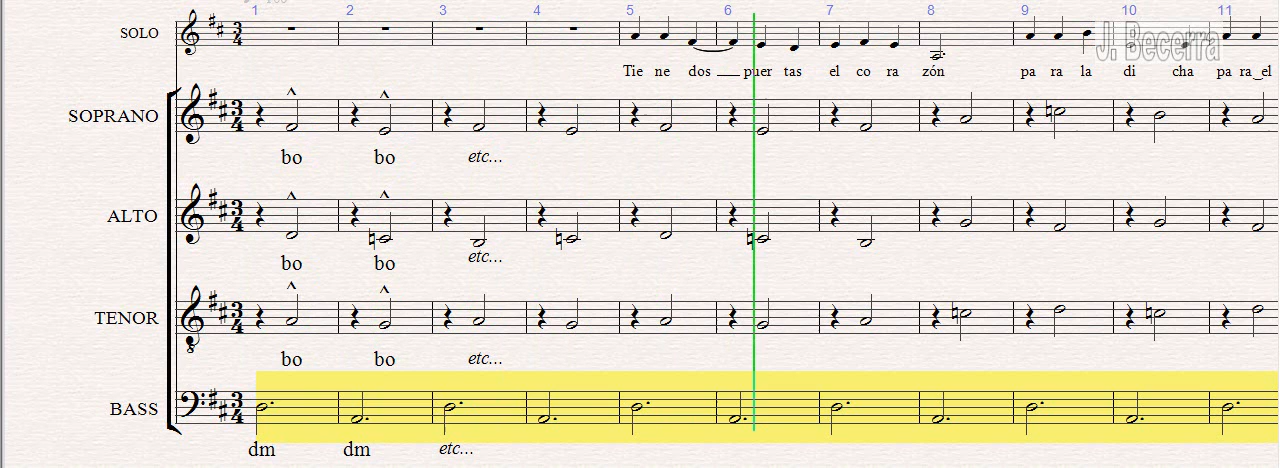 1 2 3 4 5 6 7 8 9 10 11
SOLO
J. Becerra
Tie ne dos puer tas el co ra zón pa ra la di cha pa ra el
SOPRANO
bo bo etc...
ALTO
bo bo etc...
TENOR
bo bo etc...
BASS
dm dm etc...